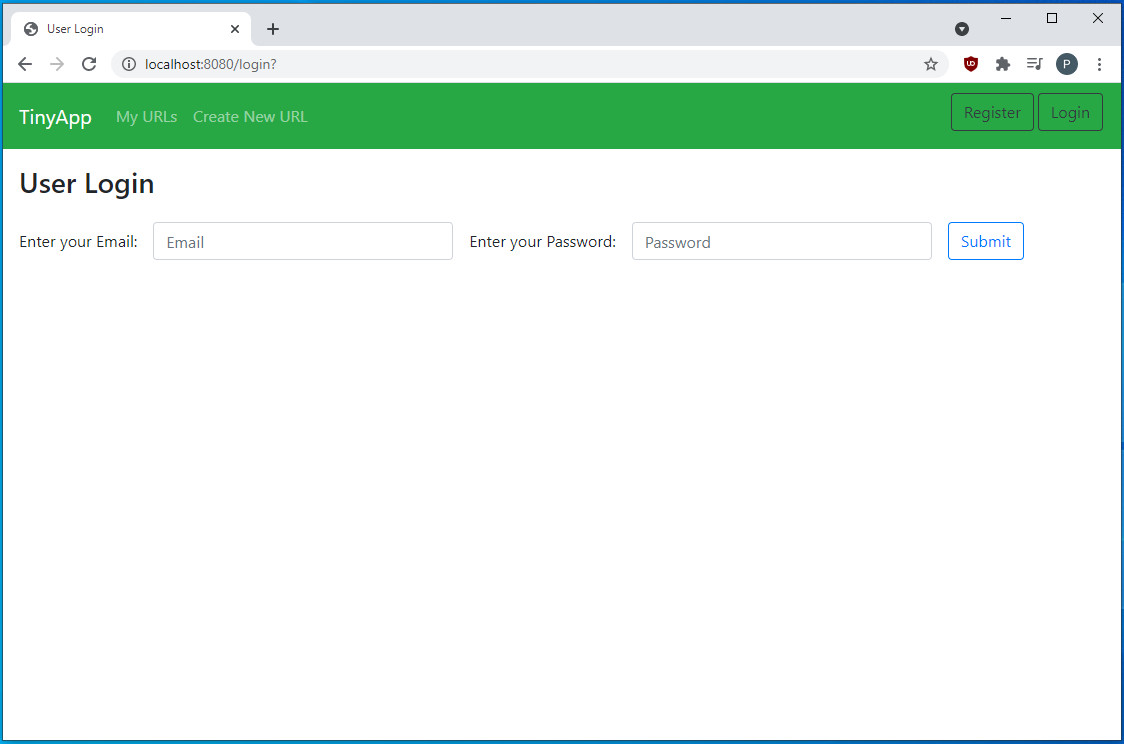 User Login
localhost:8080/login?
P
TinyApp My URLs Create New URL Register Login
User Login
Enter your Email: Email Enter your Password: Password Submit